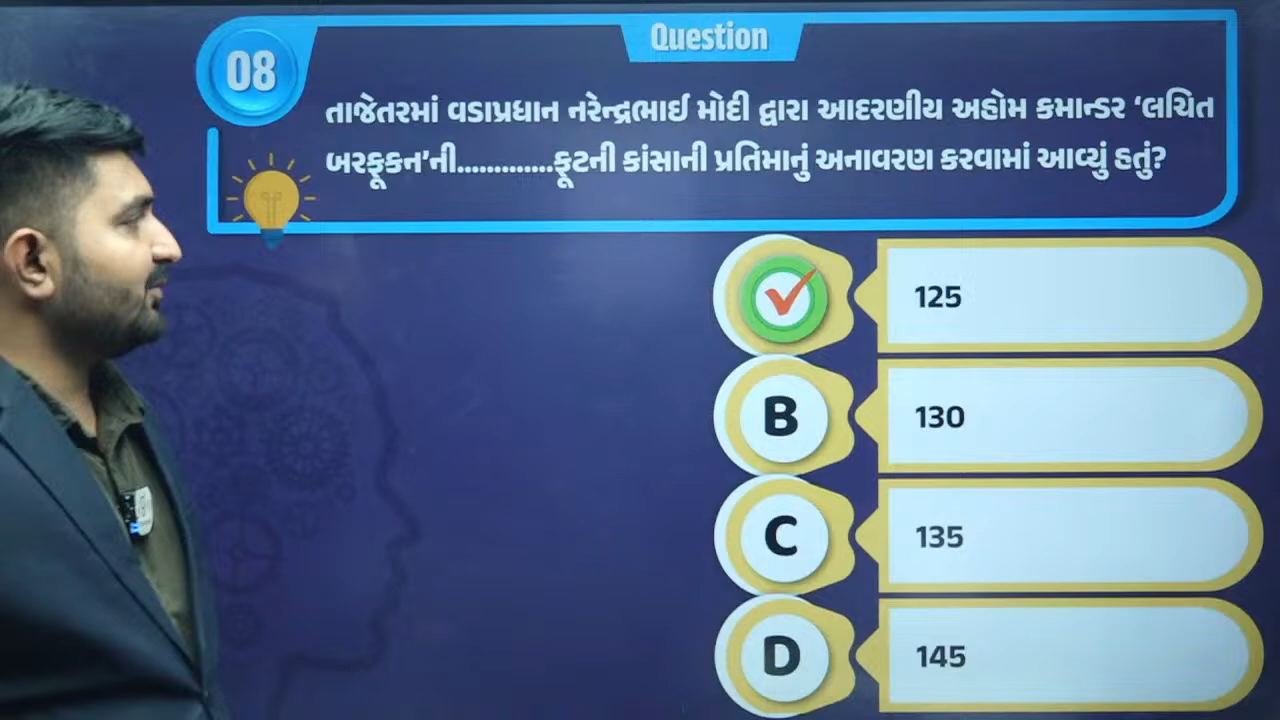 Question
08
તાજેતરમાં વડાપ્રધાન નરેન્દ્રભાઈ મોદી દ્વારા આદરણીય અહોમ કમાન્ડર ‘લચિત
બરફૂકન’ની.............ફૂટની કાંસાની પ્રતિમાનું અનાવરણ કરવામાં આવ્યું હતું?
125
B 130
C 135
D 145